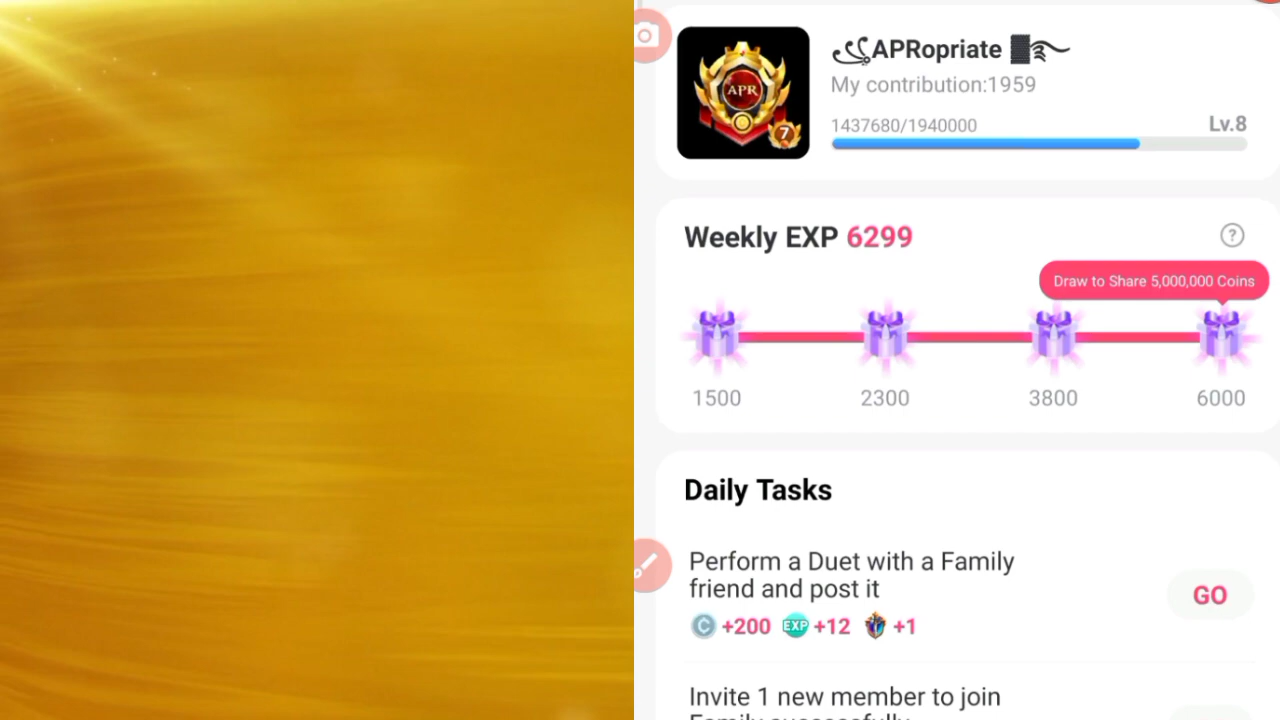 APRopriate
My contribution:1959
APR
7
1437680/1940000
Lv.8
Weekly EXP 6299
?
Draw to Share 5,000,000 Coins
1500 2300 3800 6000
Daily Tasks
Perform a Duet with a Family
friend and post it
GO
C +200 EXP +12 +1
Invite 1 new member to join
Family successfully